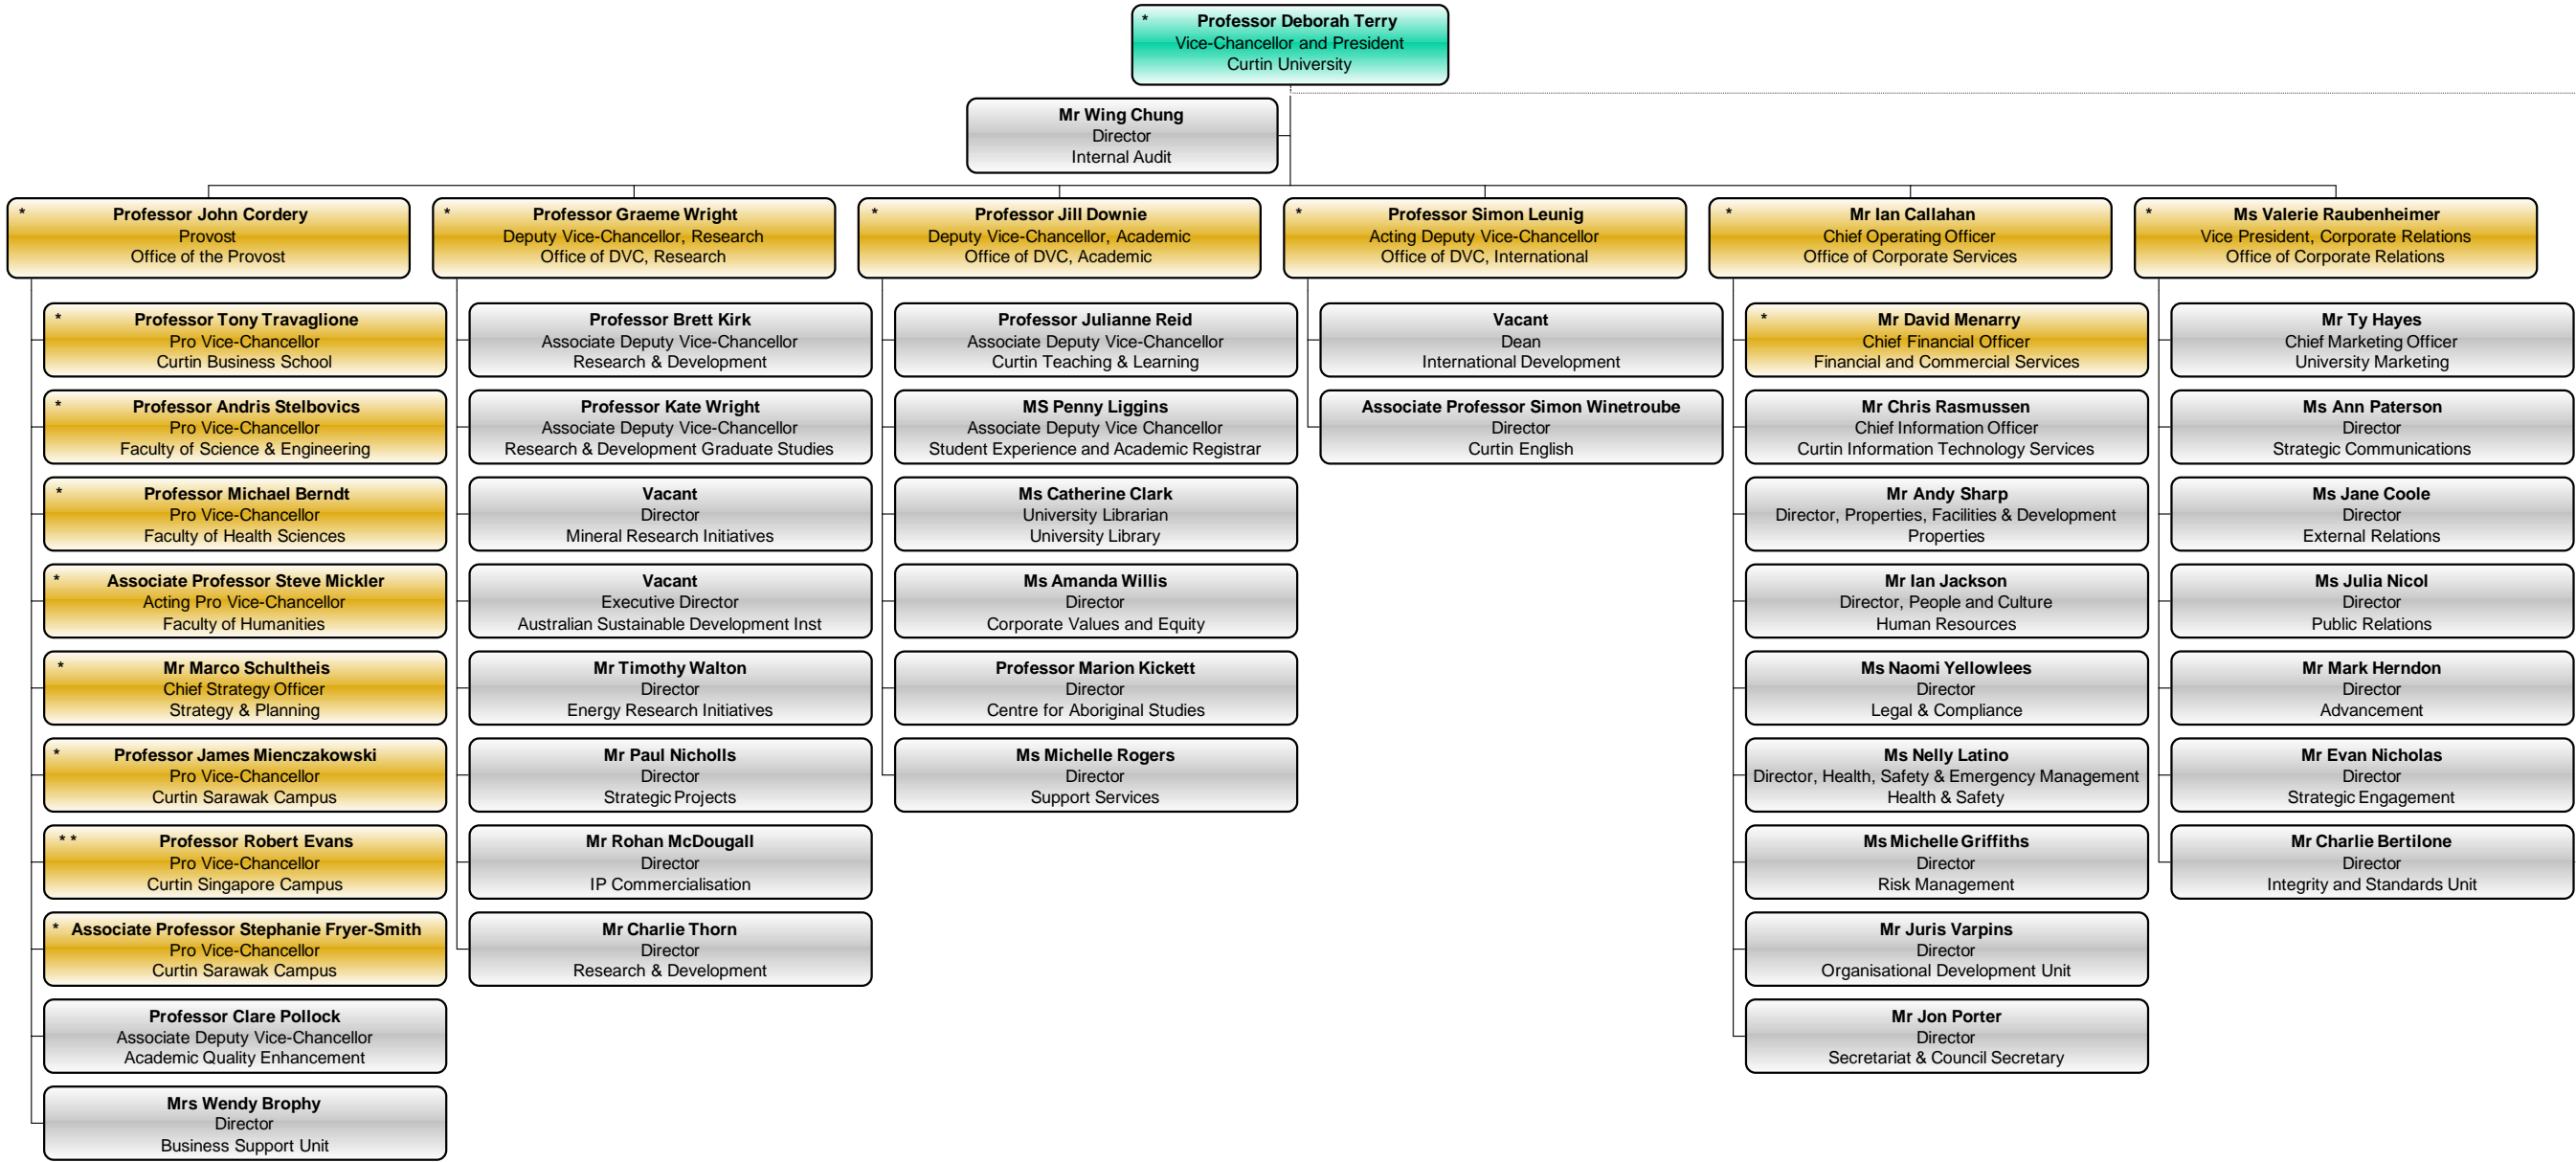 * Professor Deborah Terry
Vice-Chancellor and President
Curtin University
Mr Wing Chung
Director
Internal Audit
* Professor John Cordery
Provost
Office of the Provost
* Professor Tony Travaglione
Pro Vice-Chancellor
Curtin Business School
* Professor Andris Stelbovics
Pro Vice-Chancellor
Faculty of Science & Engineering
* Professor Michael Berndt
Pro Vice-Chancellor
Faculty of Health Sciences
* Associate Professor Steve Mickler
Acting Pro Vice-Chancellor
Faculty of Humanities
* Mr Marco Schultheis
Chief Strategy Officer
Strategy & Planning
* Professor James Mienczakowski
Pro Vice-Chancellor
Curtin Sarawak Campus
* * Professor Robert Evans
Pro Vice-Chancellor
Curtin Singapore Campus
* Associate Professor Stephanie Fryer-Smith
Pro Vice-Chancellor
Curtin Sarawak Campus
Professor Clare Pollock
Associate Deputy Vice-Chancellor
Academic Quality Enhancement
Mrs Wendy Brophy
Director
Business Support Unit
* Professor Graeme Wright
Deputy Vice-Chancellor, Research
Office of DVC, Research
Professor Brett Kirk
Associate Deputy Vice-Chancellor
Research & Development
Professor Kate Wright
Associate Deputy Vice-Chancellor
Research & Development Graduate Studies
Vacant
Director
Mineral Research Initiatives
Vacant
Executive Director
Australian Sustainable Development Inst
Mr Timothy Walton
Director
Energy Research Initiatives
Mr Paul Nicholls
Director
Strategic Projects
Mr Rohan McDougall
Director
IP Commercialisation
Mr Charlie Thorn
Director
Research & Development
* Professor Jill Downie
Deputy Vice-Chancellor, Academic
Office of DVC, Academic
Professor Julianne Reid
Associate Deputy Vice-Chancellor
Curtin Teaching & Learning
MS Penny Liggins
Associate Deputy Vice Chancellor
Student Experience and Academic Registrar
Ms Catherine Clark
University Librarian
University Library
Ms Amanda Willis
Director
Corporate Values and Equity
Professor Marion Kickett
Director
Centre for Aboriginal Studies
Ms Michelle Rogers
Director
Support Services
* Professor Simon Leunig
Acting Deputy Vice-Chancellor
Office of DVC, International
Vacant
Dean
International Development
Associate Professor Simon Winetroube
Director
Curtin English
* Mr Ian Callahan
Chief Operating Officer
Office of Corporate Services
* Mr David Menarry
Chief Financial Officer
Financial and Commercial Services
Mr Chris Rasmussen
Chief Information Officer
Curtin Information Technology Services
Mr Andy Sharp
Director, Properties, Facilities & Development
Properties
Mr Ian Jackson
Director, People and Culture
Human Resources
Ms Naomi Yellowlees
Director
Legal & Compliance
Ms Nelly Latino
Director, Health, Safety & Emergency Management
Health & Safety
Ms Michelle Griffiths
Director
Risk Management
Mr Juris Varpins
Director
Organisational Development Unit
Mr Jon Porter
Director
Secretariat & Council Secretary
* Ms Valerie Raubenheimer
Vice President, Corporate Relations
Office of Corporate Relations
Mr Ty Hayes
Chief Marketing Officer
University Marketing
Ms Ann Paterson
Director
Strategic Communications
Ms Jane Coole
Director
External Relations
Ms Julia Nicol
Director
Public Relations
Mr Mark Herndon
Director
Advancement
Mr Evan Nicholas
Director
Strategic Engagement
Mr Charlie Bertilone
Director
Integrity and Standards Unit